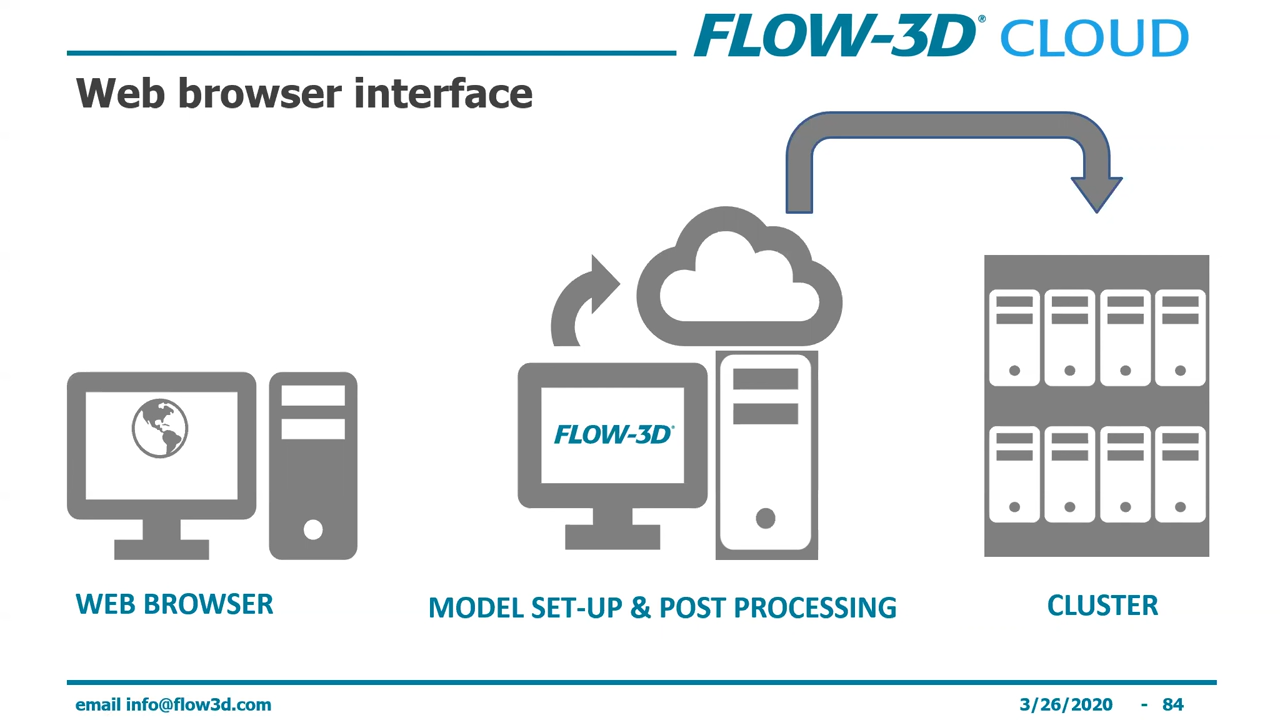 FLOW-3D® CLOUD
Web browser interface
FLOW-3D®
WEB BROWSER
MODEL SET-UP & POST PROCESSING
CLUSTER
email info@flow3d.com
3/26/2020 - 84